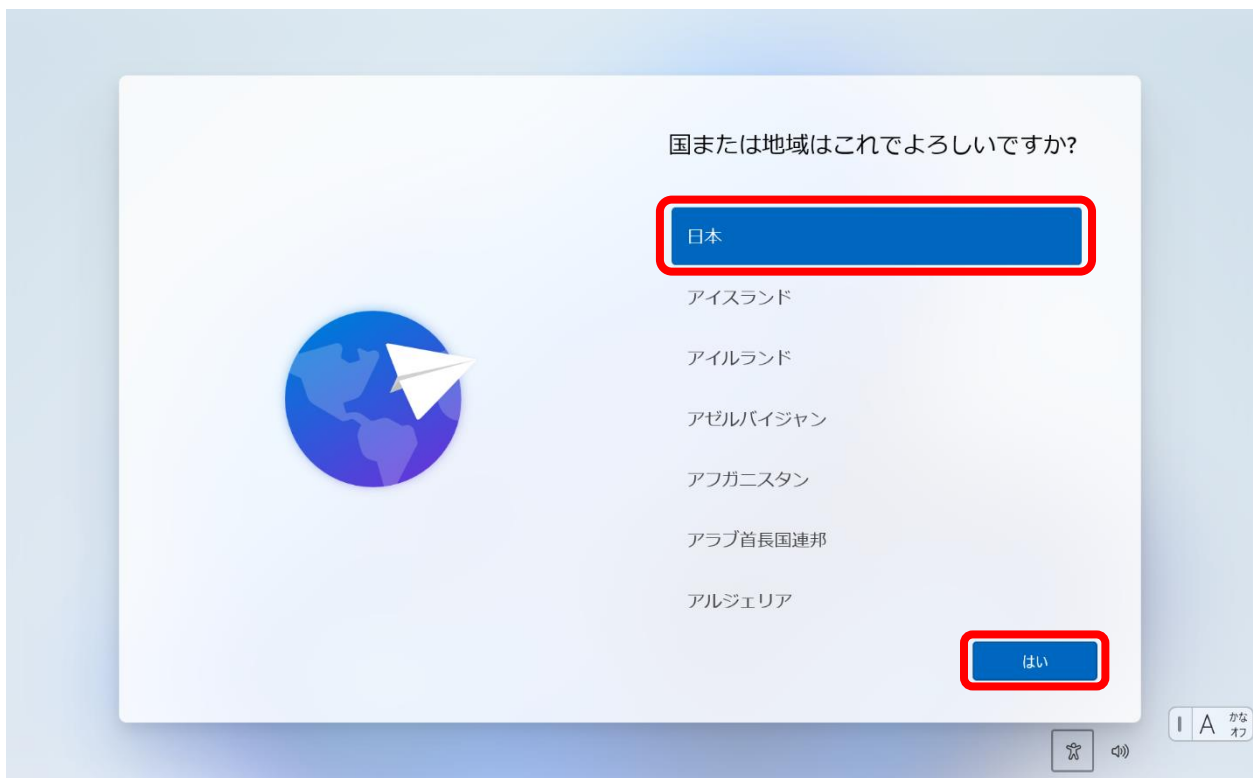 国または地域はこれでよろしいですか?
日本
アイスランド
アイルランド
アゼルバイジャン
アフガニスタン
アラブ首長国連邦
アルジェリア
はい
A かな
オフ